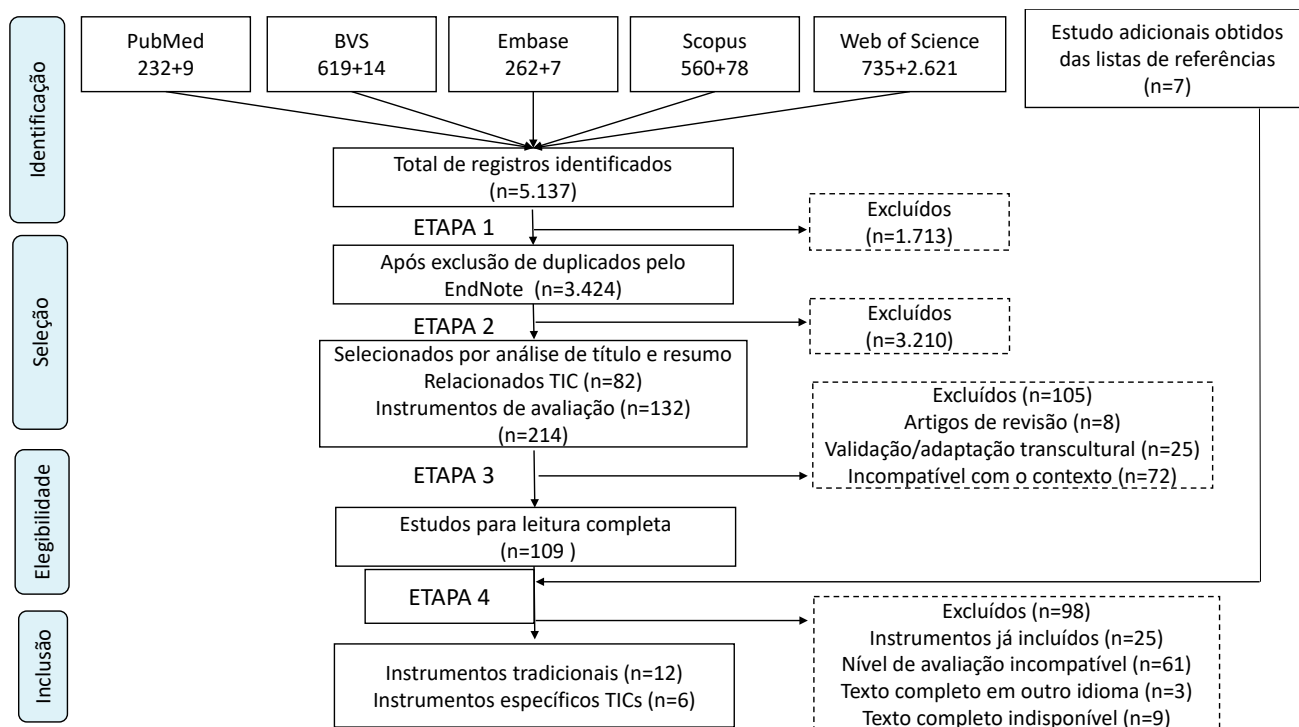 Identificação
PubMed
232+9
BVS
619+14
Embase
262+7
Scopus
560+78
Web of Science
735+2.621
Estudo adicionais obtidos
das listas de referências
(n=7)
Total de registros identificados
(n=5.137)
ETAPA 1
Excluídos
(n=1.713)
Seleção
Após exclusão de duplicados pelo
EndNote (n=3.424)
ETAPA 2
Excluídos
(n=3.210)
Selecionados por análise de título e resumo
Relacionados TIC (n=82)
Instrumentos de avaliação (n=132)
(n=214)
Excluídos (n=105)
Artigos de revisão (n=8)
Validação/adaptação transcultural (n=25)
Incompatível com o contexto (n=72)
Elegibilidade
ETAPA 3
Estudos para leitura completa
(n=109 )
ETAPA 4
Inclusão
Excluídos (n=98)
Instrumentos já incluídos (n=25)
Nível de avaliação incompatível (n=61)
Texto completo em outro idioma (n=3)
Texto completo indisponível (n=9)
Instrumentos tradicionais (n=12)
Instrumentos específicos TICs (n=6)